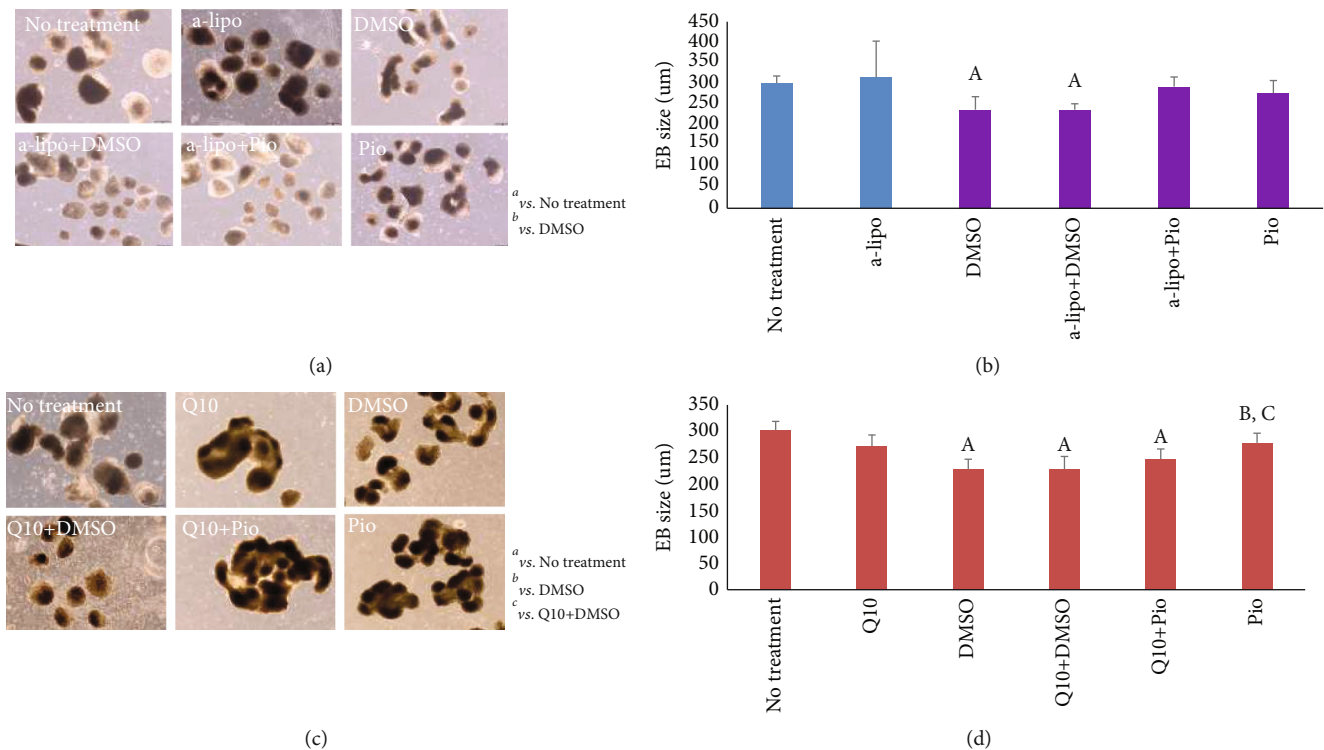 No treatment
a-lipo
DMSO
a-lipo+DMSO
a-lipo+Pio
Pio
a vs. No treatment
b vs. DMSO
(a)
450
400
350
300
250
200
150
100
50
0
EB size (um)
A
A
No treatment
a-lipo
DMSO
a-lipo+DMSO
a-lipo+Pio
Pio
(b)
No treatment
Q10
DMSO
Q10+DMSO
Q10+Pio
Pio
a vs. No treatment
b vs. DMSO
c vs. Q10+DMSO
(c)
350
300
250
200
150
100
50
0
EB size (um)
A
A
A
B, C
No treatment
Q10
DMSO
Q10+DMSO
Q10+Pio
Pio
(d)